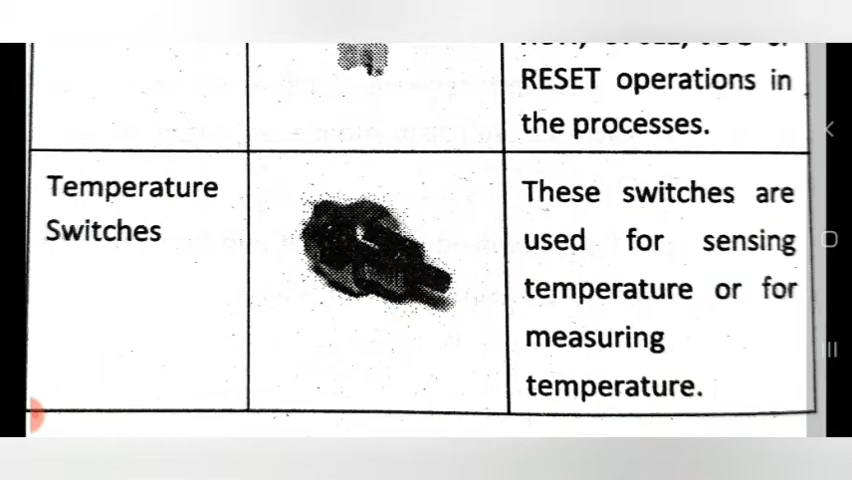 RESET operations in
the processes.
Temperature
Switches
These switches are
used for sensing
temperature or for
measuring
temperature.